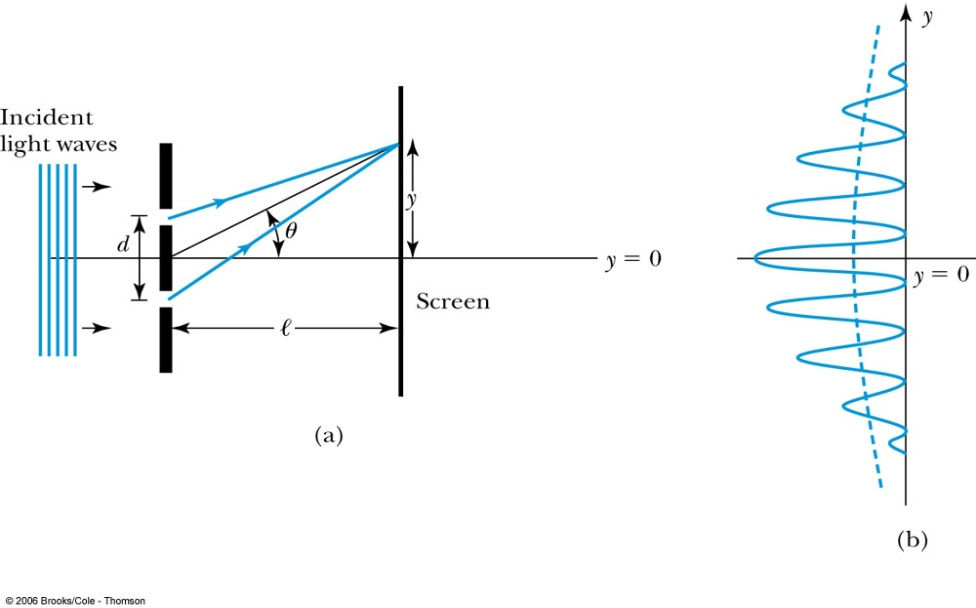 Incident
light waves
d
θ
y
y = 0
Screen
ℓ
(a)
y
y = 0
(b)
© 2006 Brooks/Cole - Thomson